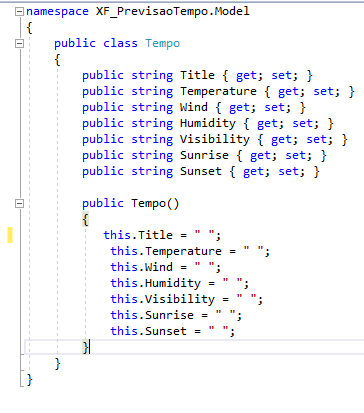 namespace XF_PrevisaoTempo.Model
{
    public class Tempo
    {
        public string Title { get; set; }
        public string Temperature { get; set; }
        public string Wind { get; set; }
        public string Humidity { get; set; }
        public string Visibility { get; set; }
        public string Sunrise { get; set; }
        public string Sunset { get; set; }

        public Tempo()
        {
           this.Title = " ";
            this.Temperature = " ";
            this.Wind = " ";
            this.Humidity = " ";
            this.Visibility = " ";
            this.Sunrise = " ";
            this.Sunset = " ";
        }
    }
}